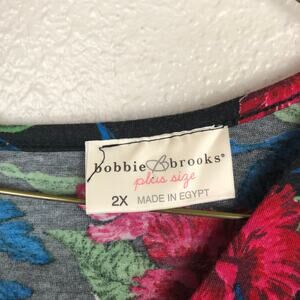 bobbie B brooks®
plus size
2X MADE IN EGYPT